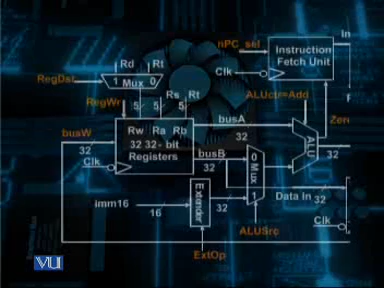 nPC_sel
In
Instruction
Fetch Unit
Rd Rt
Clk
RegDst
1 Mux 0
Rs Rt
ALUctr=Add
RegWr
5 5 5
busA
Zero
Rw Ra Rb
busW
32
32 32-bit
Registers
ALU
32
32
busB
0
Clk
32
Mux
imm16
Extender
1
Data In 32
16
32
Clk
ALUSrc
ExtOp
VU